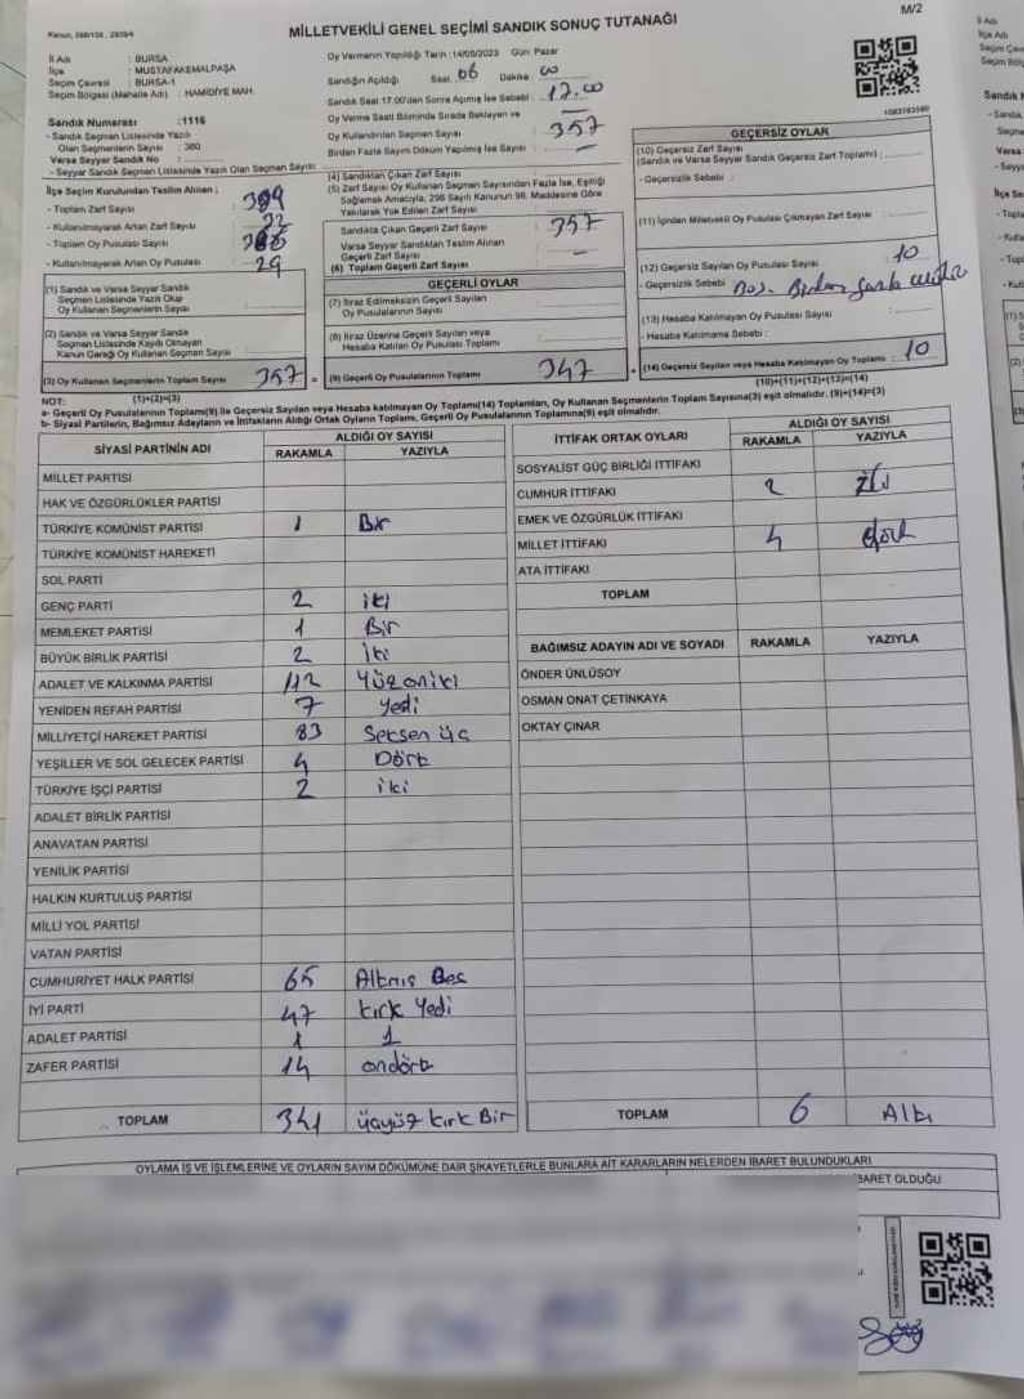 M/2
MİLLETVEKİLİ GENEL SEÇİMİ SANDIK SONUÇ TUTANAĞI
İl Adı : BURSA
İlçe : MUSTAFAKEMALPAŞA
Seçim Çevresi : BURSA-1
Seçim Bölgesi (Mahalle Adı) : HAMİDİYE MAH.
Sandık Numarası :1116
- Sandık Seçmen Listesinde Yazılı
Olan Seçmenlerin Sayısı : 380
Varsa Seyyar Sandık No :
- Seyyar Sandık Seçmen Listesinde Yazılı Olan Seçmen Sayısı :
Oy Vermenin Yapıldığı Tarih :14/05/2023 Gün Pazar
Sandığın Açıldığı Saat 06 Dakika 00
Sandık Saat 17.00'den Sonra Açılmış İse Sebebi : 17.00
Oy Verme Saati Bitiminde Sırada Bekleyen ve
Oy Kullandırılan Seçmen Sayısı : 357
Birden Fazla Sayım Döküm Yapılmış İse Sayısı : —
İlçe Seçim Kurulundan Teslim Alınan :
- Toplam Zarf Sayısı :
- Kullanılmayarak Artan Zarf Sayısı :
- Toplam Oy Pusulası Sayısı :
- Kullanılmayarak Artan Oy Pusulası : 29
(1) Sandık ve Varsa Seyyar Sandık
Seçmen Listesinde Yazılı Olup
Oy Kullanan Seçmenlerin Sayısı :
(2) Sandık ve Varsa Seyyar Sandık
Seçmen Listesinde Kaydı Olmayan
Kanun Gereği Oy Kullanan Seçmen Sayısı :
(3) Oy Kullanan Seçmenlerin Toplam Sayısı 357 =
(4) Sandıktan Çıkan Zarf Sayısı :
(5) Zarf Sayısı Oy Kullanan Seçmen Sayısından Fazla İse, Eşitliği
Sağlamak Amacıyla, 298 Sayılı Kanunun 98. Maddesine Göre
Yakılarak Yok Edilen Zarf Sayısı
Sandıkta Çıkan Geçerli Zarf Sayısı : 357
Varsa Seyyar Sandıktan Teslim Alınan
Geçerli Zarf Sayısı : —
(6) Toplam Geçerli Zarf Sayısı
GEÇERLİ OYLAR
(7) İtiraz Edilmeksizin Geçerli Sayılan
Oy Pusulalarının Sayısı
(8) İtiraz Üzerine Geçerli Sayılan veya
Hesaba Katılan Oy Pusulası Toplamı :
(9) Geçerli Oy Pusulalarının Toplamı 347 +
GEÇERSİZ OYLAR
(10) Geçersiz Zarf Sayısı
(Sandık ve Varsa Seyyar Sandık Geçersiz Zarf Toplamı) :
- Geçersizlik Sebebi :
(11) İçinden Milletvekili Oy Pusulası Çıkmayan Zarf Sayısı :
(12) Geçersiz Sayılan Oy Pusulası Sayısı : 10
- Geçersizlik Sebebi : Birden fazla
(13) Hesaba Katılmayan Oy Pusulası Sayısı :
- Hesaba Katılmama Sebebi :
(14) Geçersiz Sayılan veya Hesaba Katılmayan Oy Toplamı : 10
NOT: (1)+(2)=(3) (10)+(11)+(12)+(13)=(14)
a- Geçerli Oy Pusulalarının Toplamı(9) ile Geçersiz Sayılan veya Hesaba katılmayan Oy Toplamı(14) Toplamları, Oy Kullanan Seçmenlerin Toplam Sayısına(3) eşit olmalıdır. (9)+(14)=(3)
b- Siyasi Partilerin, Bağımsız Adayların ve İttifakların Aldığı Ortak Oyların Toplamı, Geçerli Oy Pusulalarının Toplamına(9) eşit olmalıdır.
SİYASİ PARTİNİN ADI ALDIĞI OY SAYISI
RAKAMLA YAZIYLA
MİLLET PARTİSİ
HAK VE ÖZGÜRLÜKLER PARTİSİ
TÜRKİYE KOMÜNİST PARTİSİ 1 Bir
TÜRKİYE KOMÜNİST HAREKETİ
SOL PARTİ
GENÇ PARTİ 2 iki
MEMLEKET PARTİSİ 1 Bir
BÜYÜK BİRLİK PARTİSİ 2 İki
ADALET VE KALKINMA PARTİSİ 112 Yüzoniki
YENİDEN REFAH PARTİSİ 7 Yedi
MİLLİYETÇİ HAREKET PARTİSİ 83 Seksen üç
YEŞİLLER VE SOL GELECEK PARTİSİ 4 Dört
TÜRKİYE İŞÇİ PARTİSİ 2 iki
ADALET BİRLİK PARTİSİ
ANAVATAN PARTİSİ
YENİLİK PARTİSİ
HALKIN KURTULUŞ PARTİSİ
MİLLİ YOL PARTİSİ
VATAN PARTİSİ
CUMHURİYET HALK PARTİSİ 65 Altmış Beş
İYİ PARTİ 47 kırk Yedi
ADALET PARTİSİ 1 1
ZAFER PARTİSİ 14 ondört
TOPLAM 341 üçyüz kırk Bir
İTTİFAK ORTAK OYLARI ALDIĞI OY SAYISI
RAKAMLA YAZIYLA
SOSYALİST GÜÇ BİRLİĞİ İTTİFAKI
CUMHUR İTTİFAKI 2 İki
EMEK VE ÖZGÜRLÜK İTTİFAKI
MİLLET İTTİFAKI 4 dört
ATA İTTİFAKI
TOPLAM
BAĞIMSIZ ADAYIN ADI VE SOYADI RAKAMLA YAZIYLA
ÖNDER ÜNLÜSOY
OSMAN ONAT ÇETİNKAYA
OKTAY ÇINAR
TOPLAM 6 Altı
OYLAMA İŞ VE İŞLEMLERİNE VE OYLARIN SAYIM DÖKÜMÜNE DAİR ŞİKAYETLERLE BUNLARA AİT KARARLARIN NELERDEN İBARET BULUNDUKLARI
BARET OLDUĞU